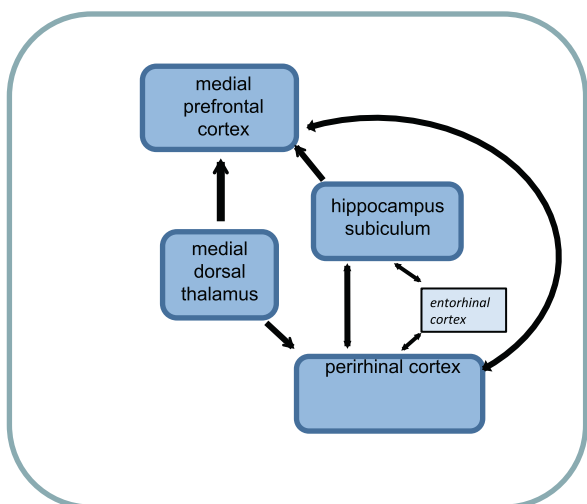 medial
prefrontal
cortex
hippocampus
subiculum
medial
dorsal
thalamus
entorhinal
cortex
perirhinal cortex